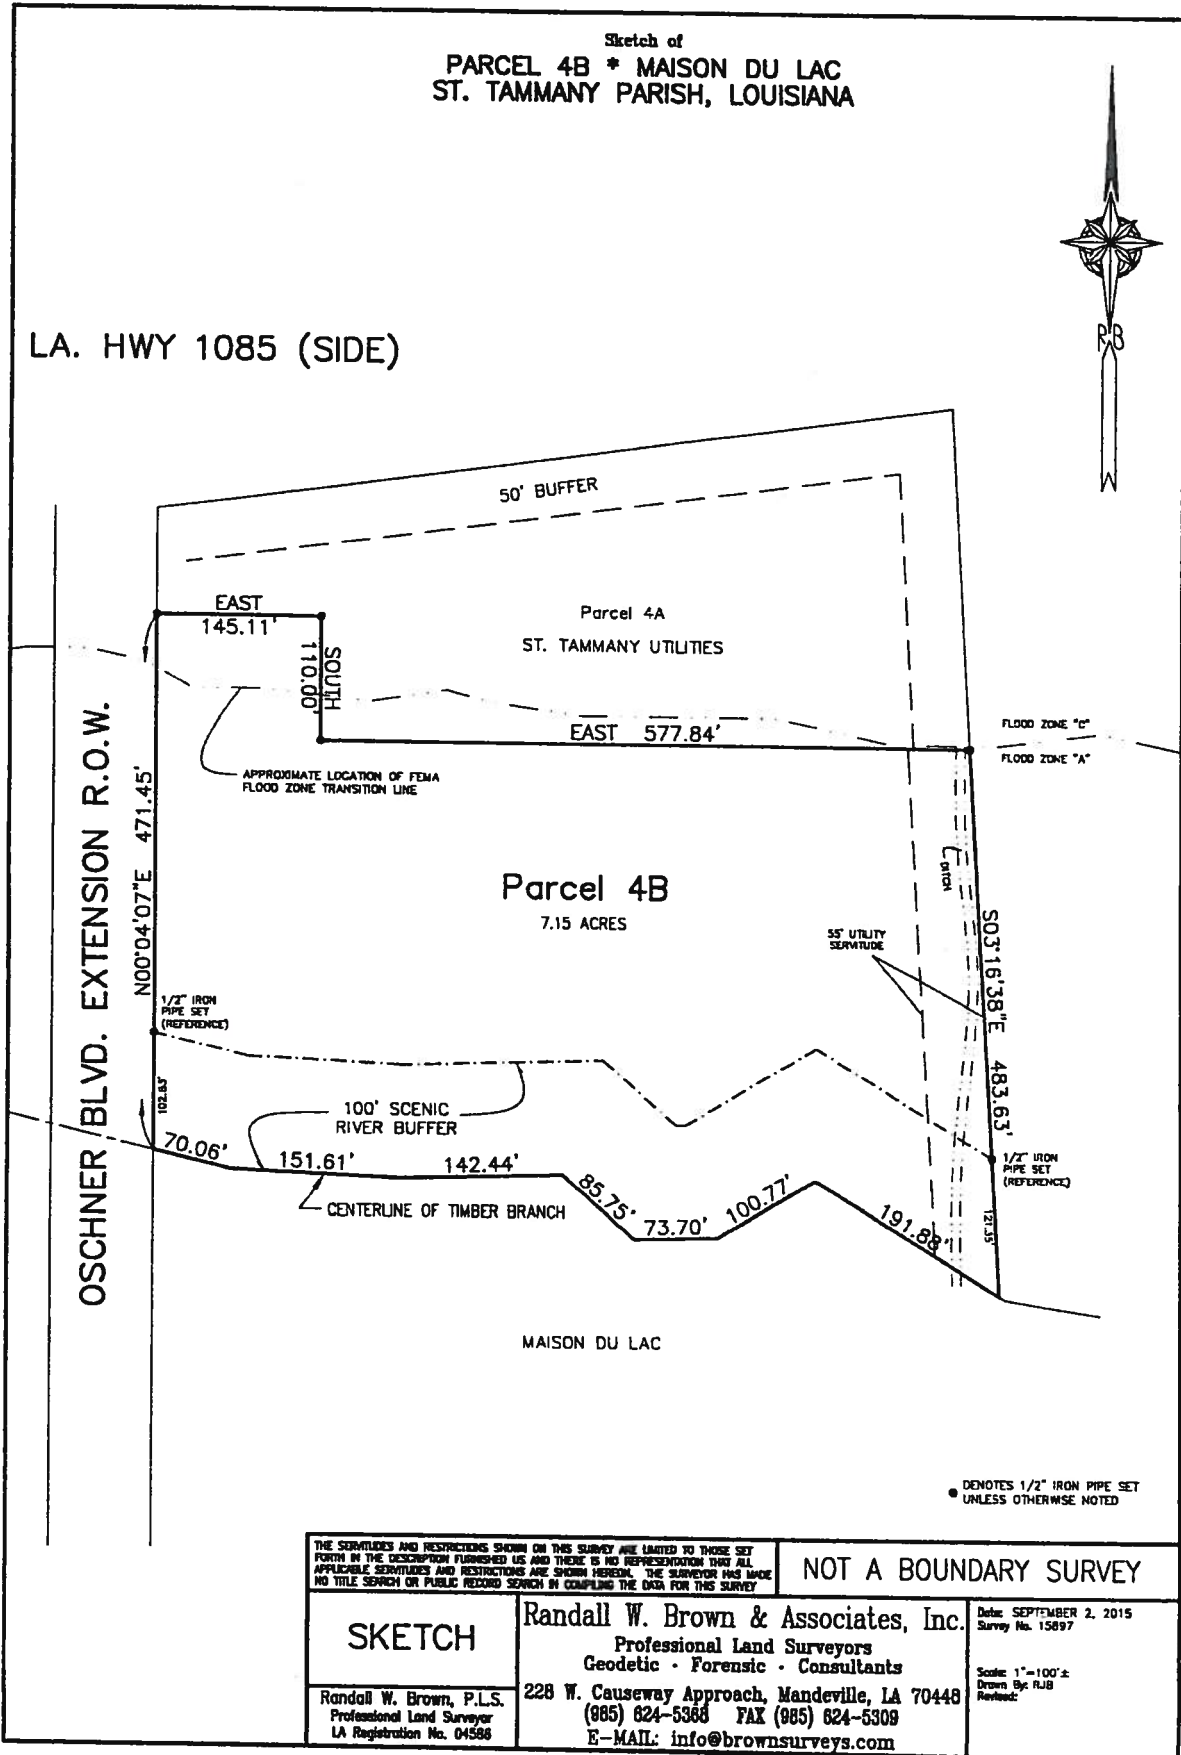 Sketch of
PARCEL 4B * MAISON DU LAC
ST. TAMMANY PARISH, LOUISIANA
RB
LA. HWY 1085 (SIDE)
50' BUFFER
EAST
145.11'
SOUTH
110.00'
Parcel 4A
ST. TAMMANY UTILITIES
EAST 577.84'
FLOOD ZONE "C"
FLOOD ZONE "A"
APPROXIMATE LOCATION OF FEMA
FLOOD ZONE TRANSITION LINE
OSCHNER BLVD. EXTENSION R.O.W.
N00°04'07"E 471.45'
Parcel 4B
7.15 ACRES
DITCH
55' UTILITY
SERVITUDE
S03°16'38"E 483.63'
1/2" IRON
PIPE SET
(REFERENCE)
102.63'
100' SCENIC
RIVER BUFFER
70.06'
151.61'
142.44'
85.75'
73.70'
100.77'
191.88'
1/2" IRON
PIPE SET
(REFERENCE)
121.35'
CENTERLINE OF TIMBER BRANCH
MAISON DU LAC
DENOTES 1/2" IRON PIPE SET
UNLESS OTHERWISE NOTED
THE SERVITUDES AND RESTRICTIONS SHOWN ON THIS SURVEY ARE LIMITED TO THOSE SET
FORTH IN THE DESCRIPTION FURNISHED US AND THERE IS NO REPRESENTATION THAT ALL
APPLICABLE SERVITUDES AND RESTRICTIONS ARE SHOWN HEREON. THE SURVEYOR HAS MADE
NO TITLE SEARCH OR PUBLIC RECORD SEARCH IN COMPILING THE DATA FOR THIS SURVEY
NOT A BOUNDARY SURVEY
SKETCH
Randall W. Brown, P.L.S.
Professional Land Surveyor
LA Registration No. 04586
Randall W. Brown & Associates, Inc.
Professional Land Surveyors
Geodetic · Forensic · Consultants
228 W. Causeway Approach, Mandeville, LA 70448
(985) 624-5368 FAX (985) 624-5309
E-MAIL: info@brownsurveys.com
Date: SEPTEMBER 2, 2015
Survey No. 15897
Scale: 1"=100'±
Drawn By: RJB
Revised: